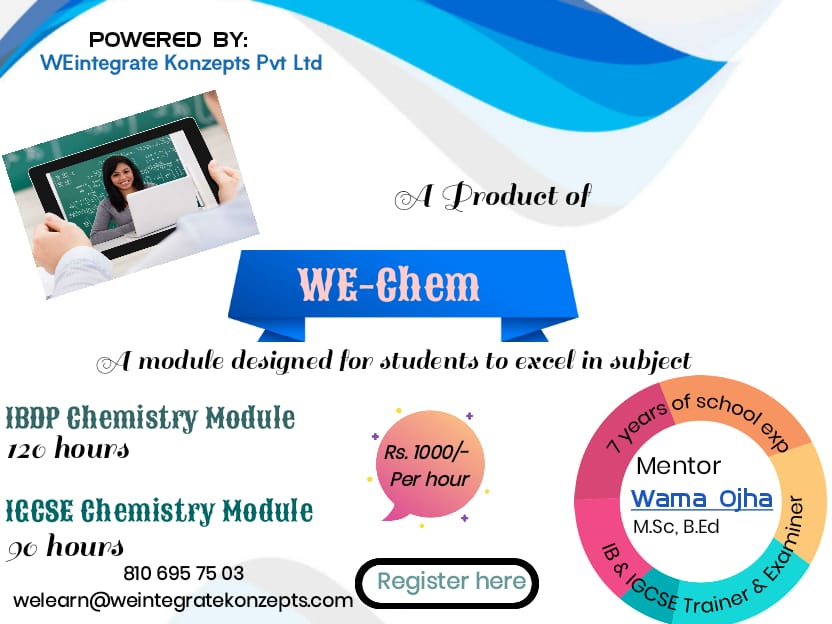 POWERED BY:
WEintegrate Konzepts Pvt Ltd
A Product of
WE-Chem
A module designed for students to excel in subject
IBDP Chemistry Module
120 hours
IGCSE Chemistry Module
90 hours
810 695 75 03
welearn@weintegratekonzepts.com
Rs. 1000/-
Per hour
Register here
7 years of school exp
Mentor
Wama Ojha
M.Sc, B.Ed
IB & IGCSE Trainer & Examiner